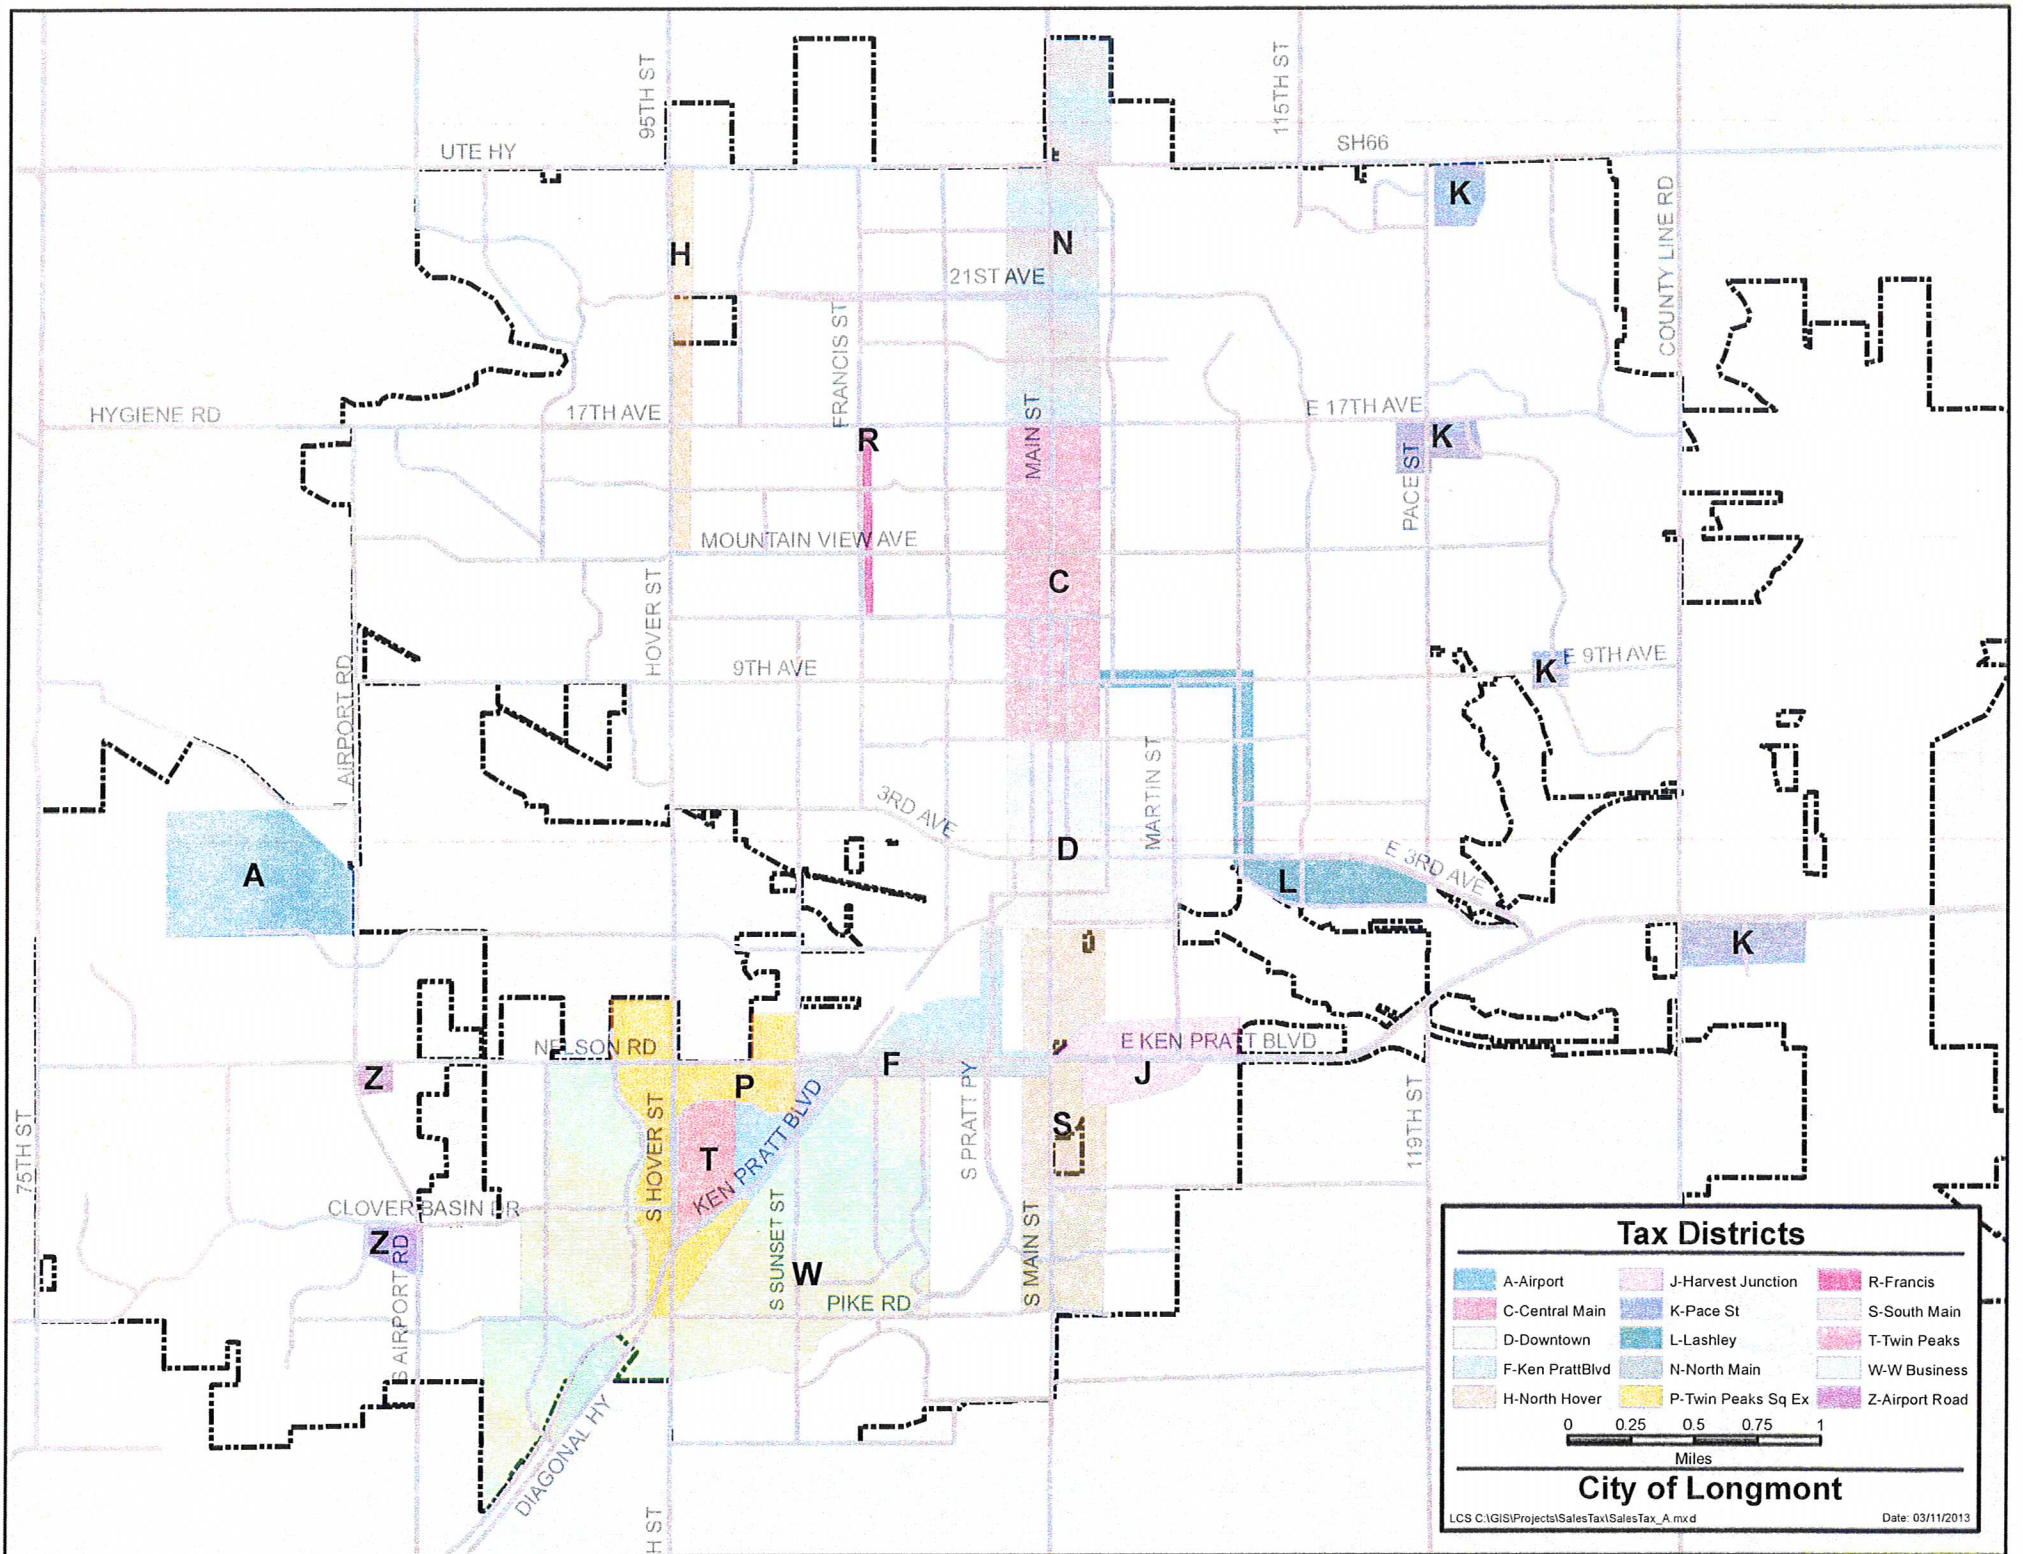 95TH ST
115TH ST
UTE HY
SH66
K
COUNTY LINE RD
H
N
21ST AVE
FRANCIS ST
HYGIENE RD
17TH AVE
MAIN ST
E 17TH AVE
R
K
PACE ST
MOUNTAIN VIEW AVE
C
HOVER ST
AIRPORT RD
9TH AVE
E 9TH AVE
K
MARTIN ST
3RD AVE
D
E 3RD AVE
A
L
K
NELSON RD
E KEN PRATT BLVD
F
Z
P
J
S HOVER ST
KEN PRATT BLVD
S PRATT PY
S
119TH ST
75TH ST
T
CLOVER BASIN DR
Z
S AIRPORT RD
S SUNSET ST
W
PIKE RD
S MAIN ST
S AIRPORT RD
DIAGONAL HY
H ST
Tax Districts
A-Airport
C-Central Main
D-Downtown
F-Ken PrattBlvd
H-North Hover
J-Harvest Junction
K-Pace St
L-Lashley
N-North Main
P-Twin Peaks Sq Ex
R-Francis
S-South Main
T-Twin Peaks
W-W Business
Z-Airport Road
0 0.25 0.5 0.75 1
Miles
City of Longmont
LCS C:\GIS\Projects\SalesTax\SalesTax_A.mxd
Date: 03/11/2013